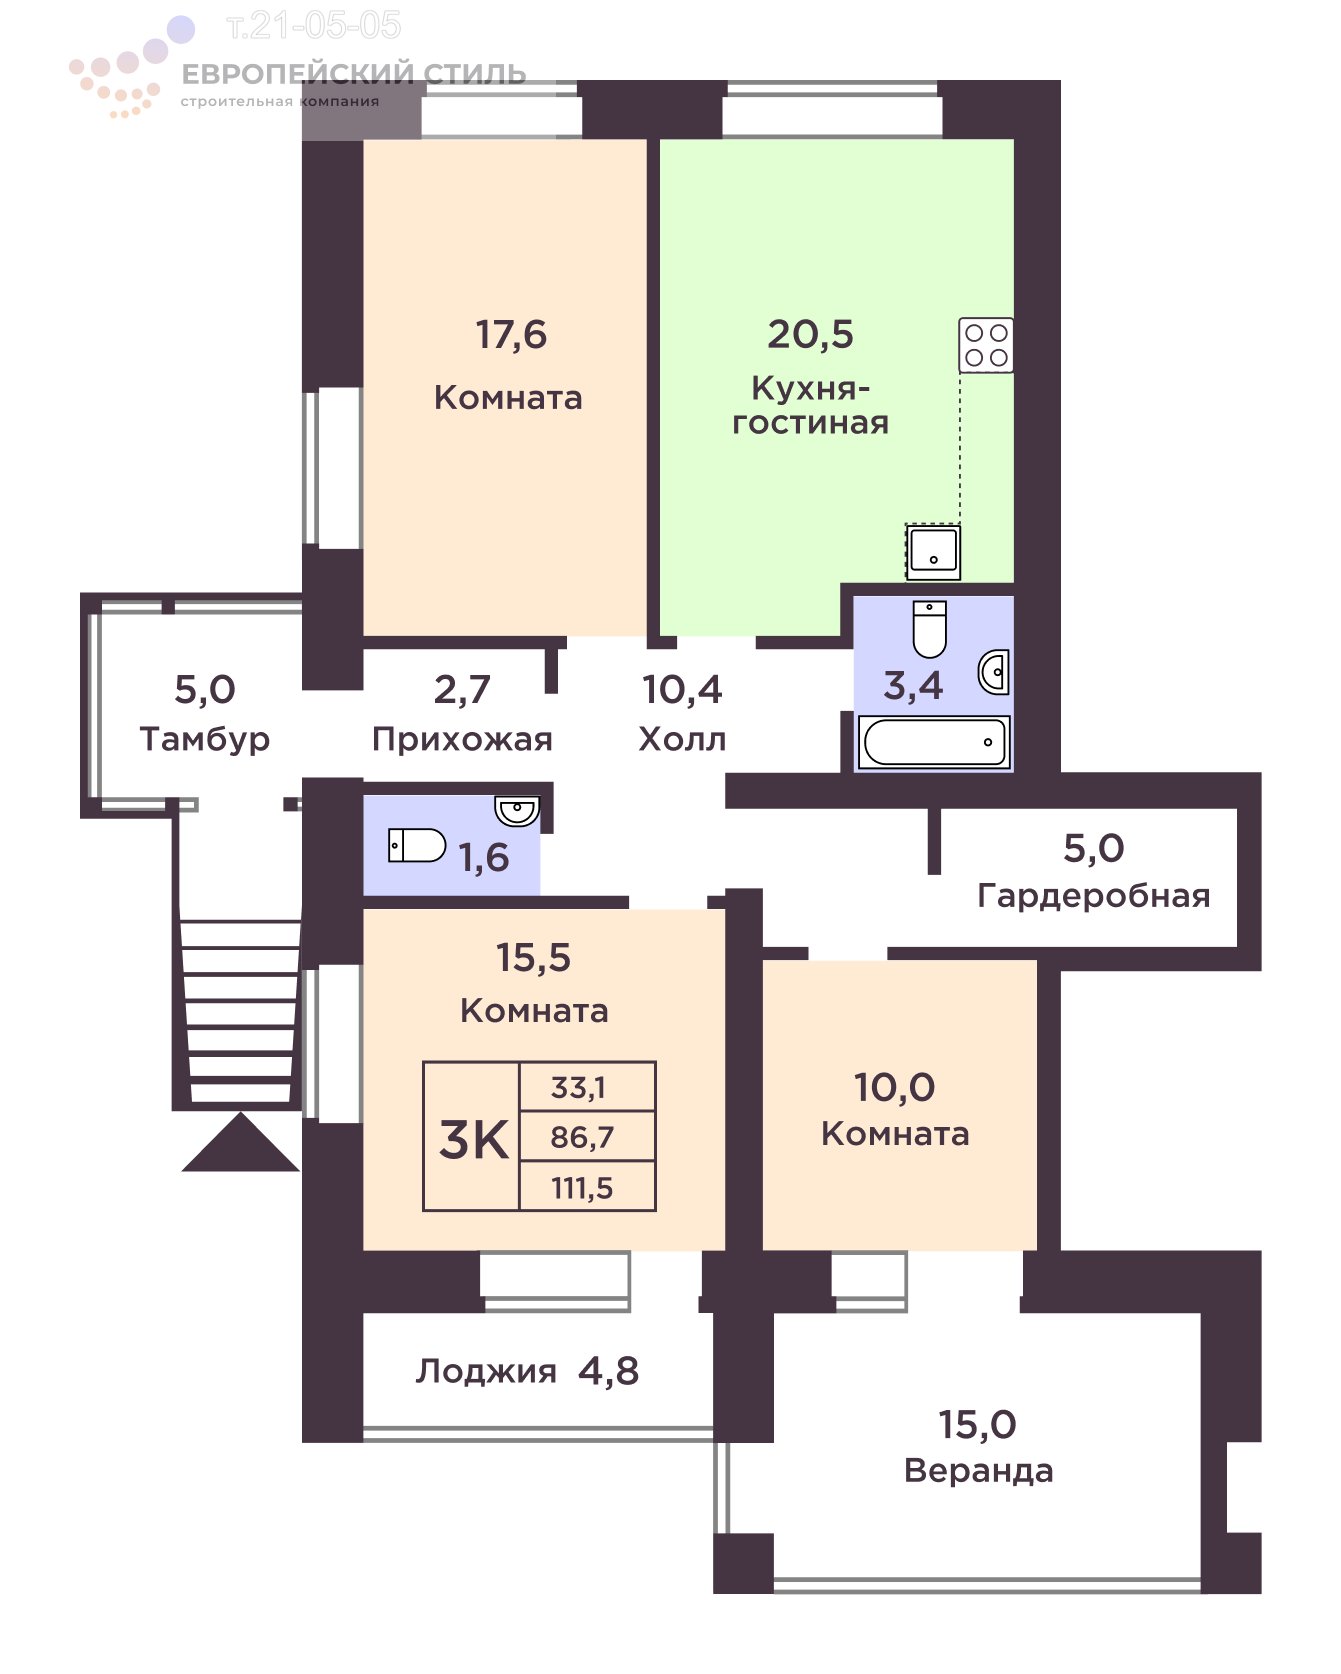 т.21-05-05
ЕВРОПЕЙСКИЙ СТИЛЬ
строительная компания
17,6
Комната
20,5
Кухня-
гостиная
5,0
Тамбур
2,7
Прихожая
10,4
Холл
3,4
1,6
5,0
Гардеробная
15,5
Комната
3К
33,1
86,7
111,5
10,0
Комната
Лоджия 4,8
15,0
Веранда